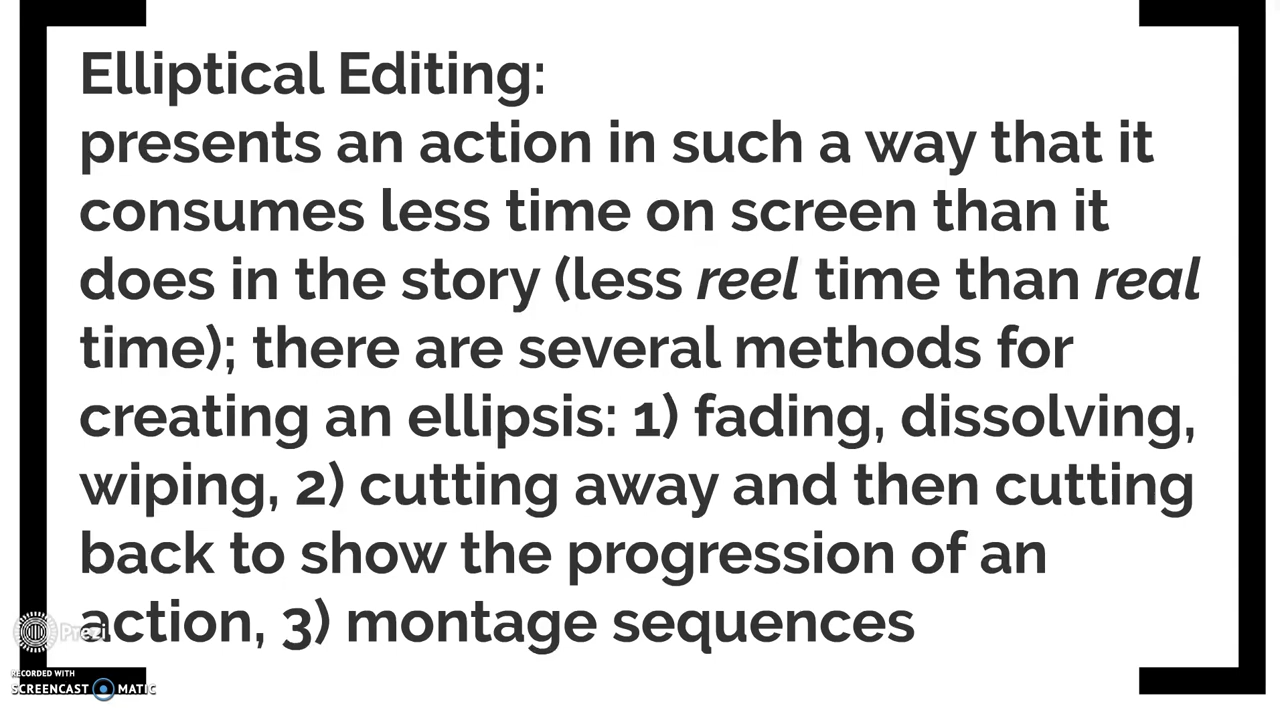 Elliptical Editing:
presents an action in such a way that it
consumes less time on screen than it
does in the story (less reel time than real
time); there are several methods for
creating an ellipsis: 1) fading, dissolving,
wiping, 2) cutting away and then cutting
back to show the progression of an
action, 3) montage sequences
Prezi
RECORDED WITH
SCREENCAST MATIC